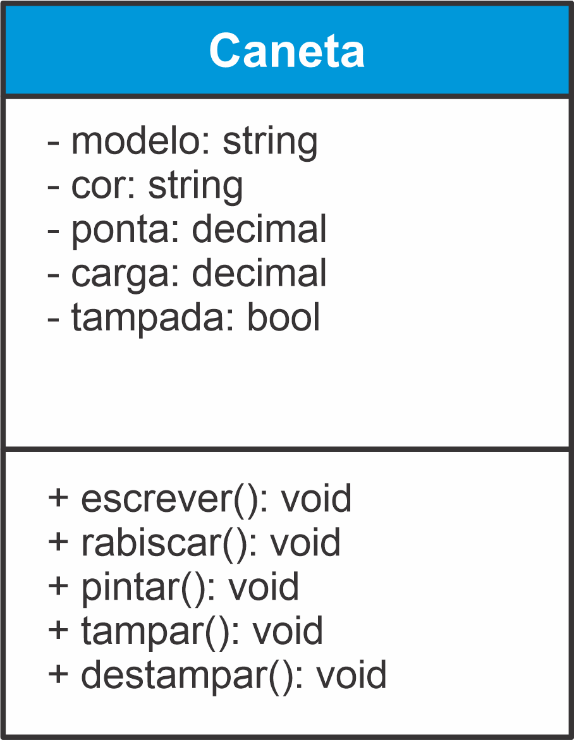 Caneta
- modelo: string
- cor: string
- ponta: decimal
- carga: decimal
- tampada: bool
+ escrever(): void
+ rabiscar(): void
+ pintar(): void
+ tampar(): void
+ destampar(): void